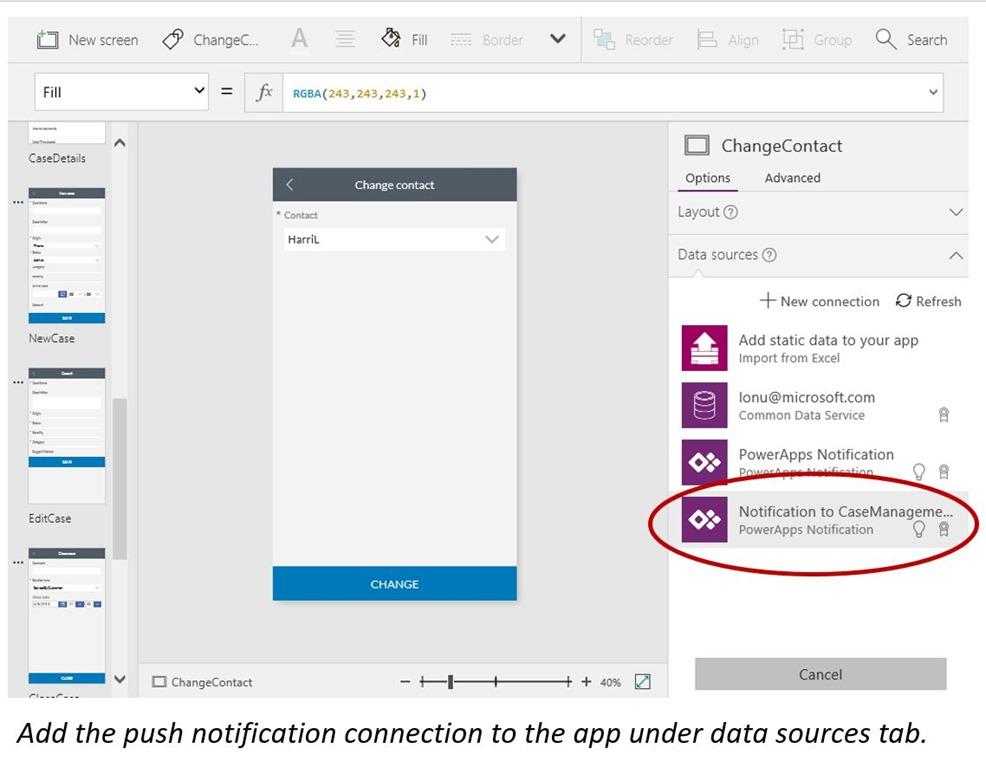 New screen
ChangeC...
A
Fill
Border
Reorder
Align
Group
Search
Fill
=
fx
RGBA(243,243,243,1)
CaseDetails
NewCase
EditCase
ChangeContact
Options
Advanced
Layout
Data sources
Change contact
* Contact
HarriL
CHANGE
New connection
Refresh
Add static data to your app
Import from Excel
lonu@microsoft.com
Common Data Service
PowerApps Notification
PowerApps Notification
Notification to CaseManageme...
PowerApps Notification
Cancel
ChangeContact
40%
Add the push notification connection to the app under data sources tab.